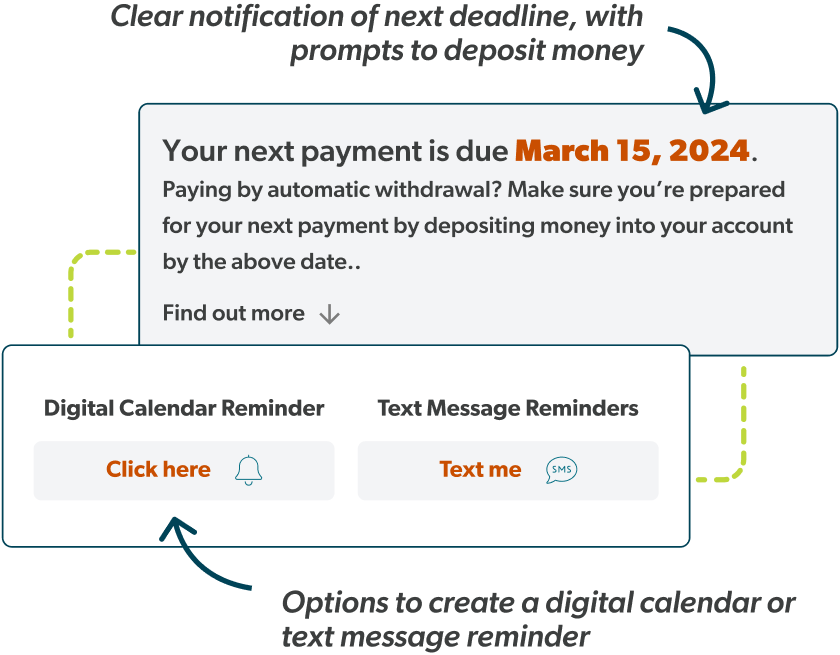 Clear notification of next deadline, with
prompts to deposit money
Your next payment is due March 15, 2024.
Paying by automatic withdrawal? Make sure you’re prepared
for your next payment by depositing money into your account
by the above date..
Find out more
Digital Calendar Reminder
Text Message Reminders
Click here
Text me
SMS
Options to create a digital calendar or
text message reminder